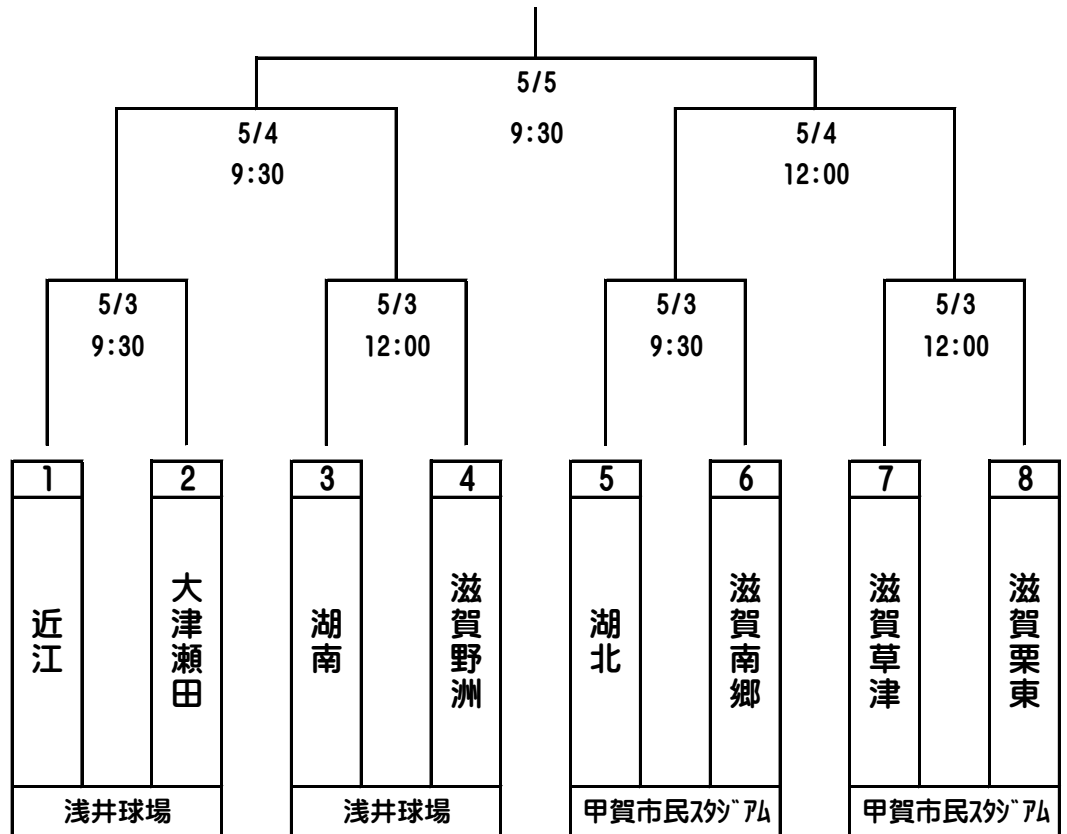 5/5
9:30
5/4
9:30
5/4
12:00
5/3
9:30
5/3
12:00
5/3
9:30
5/3
12:00
1
2
3
4
5
6
7
8
近江
大津瀬田
湖南
滋賀野洲
湖北
滋賀南郷
滋賀草津
滋賀栗東
浅井球場
浅井球場
甲賀市民ｽﾀｼﾞｱﾑ
甲賀市民ｽﾀｼﾞｱﾑ